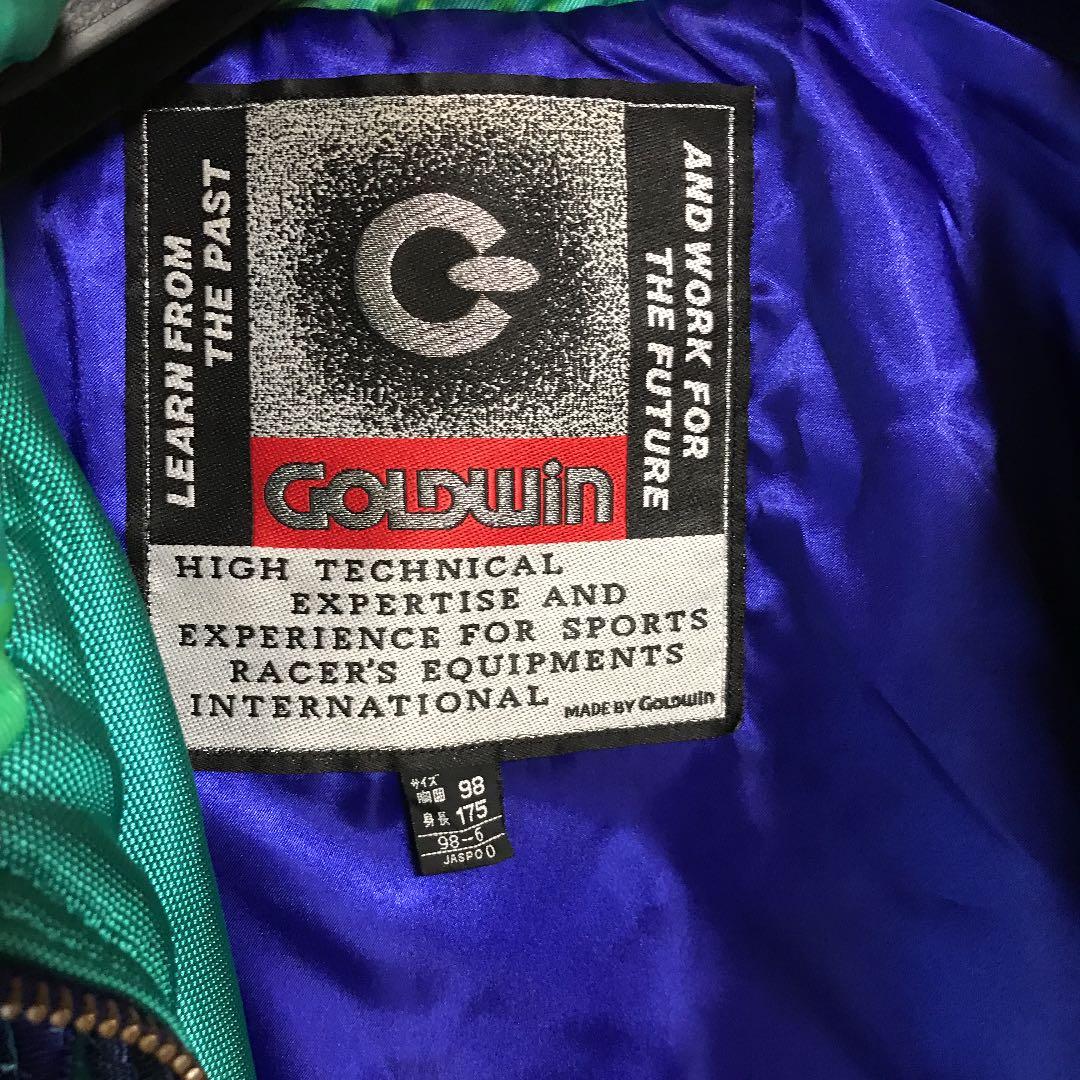 LEARN FROM
THE PAST
AND WORK FOR
THE FUTURE
GOLDWIN
HIGH TECHNICAL
EXPERTISE AND
EXPERIENCE FOR SPORTS
RACER'S EQUIPMENTS
INTERNATIONAL
MADE BY GOLDWIN
サイズ
胸囲 98
身長 175
98-6
JASPO O